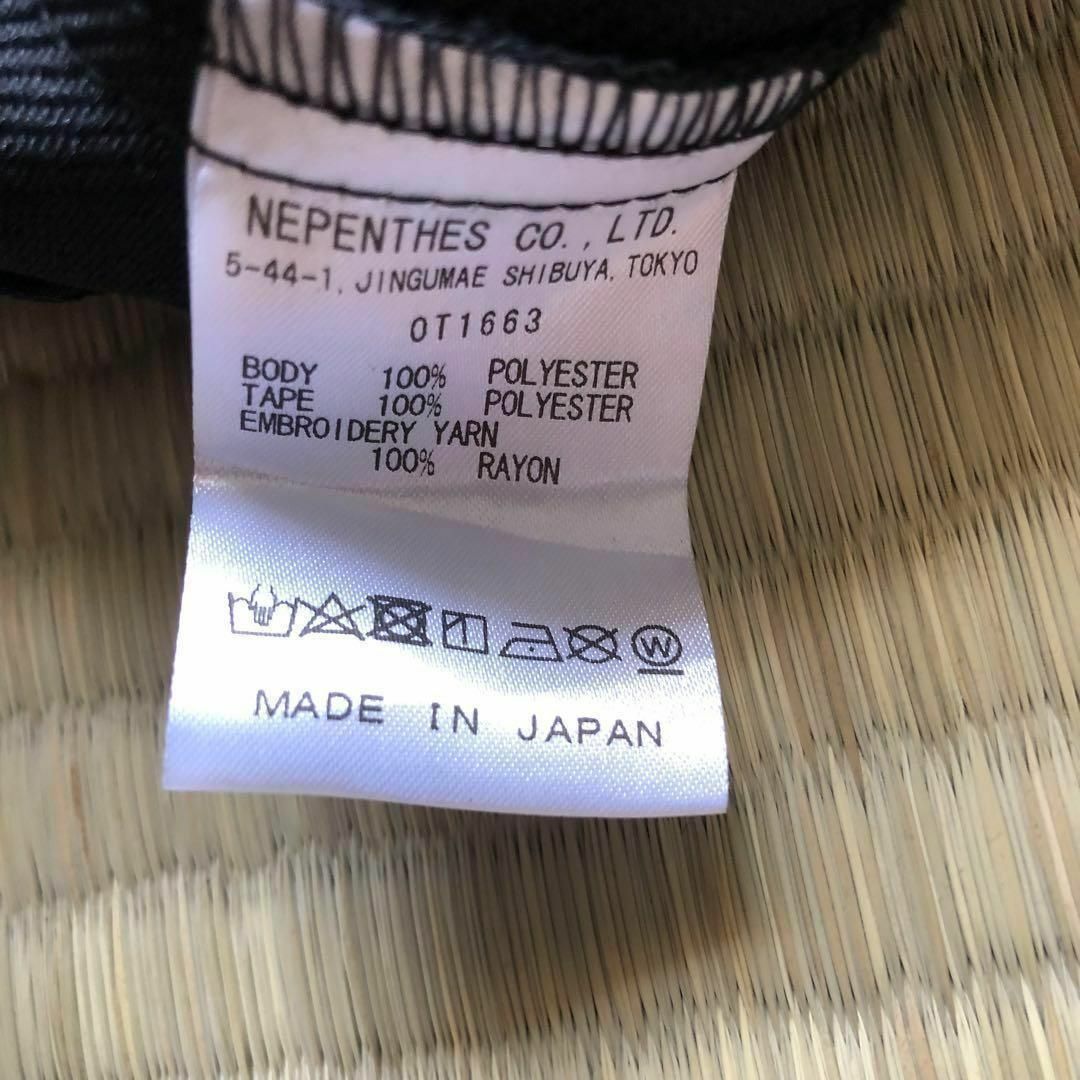 NEPENTHES CO., LTD.
5-44-1, JINGUMAE SHIBUYA. TOKYO
OT1663
BODY 100% POLYESTER
TAPE 100% POLYESTER
EMBROIDERY YARN
100% RAYON
W
MADE IN JAPAN